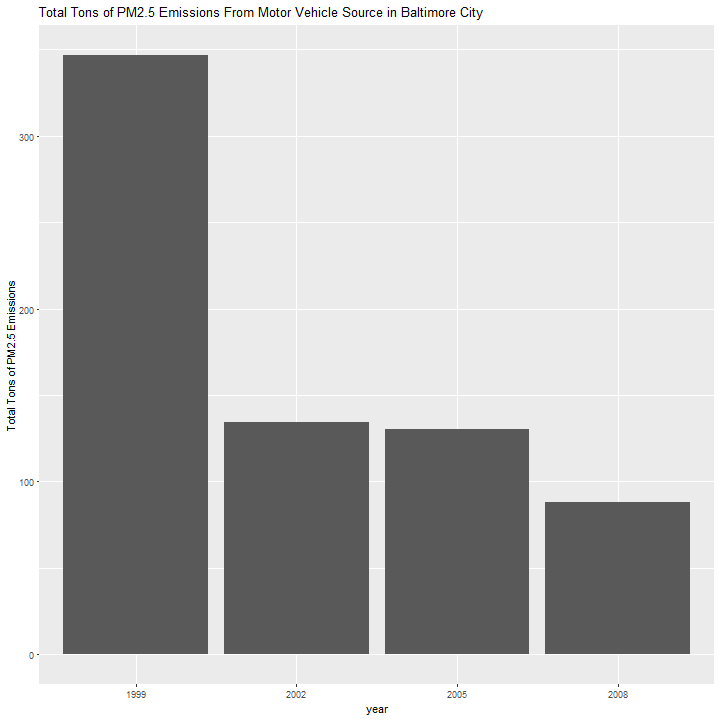 Total Tons of PM2.5 Emissions From Motor Vehicle Source in Baltimore City
Total Tons of PM2.5 Emissions
300
200
100
0
1999 2002 2005 2008
year